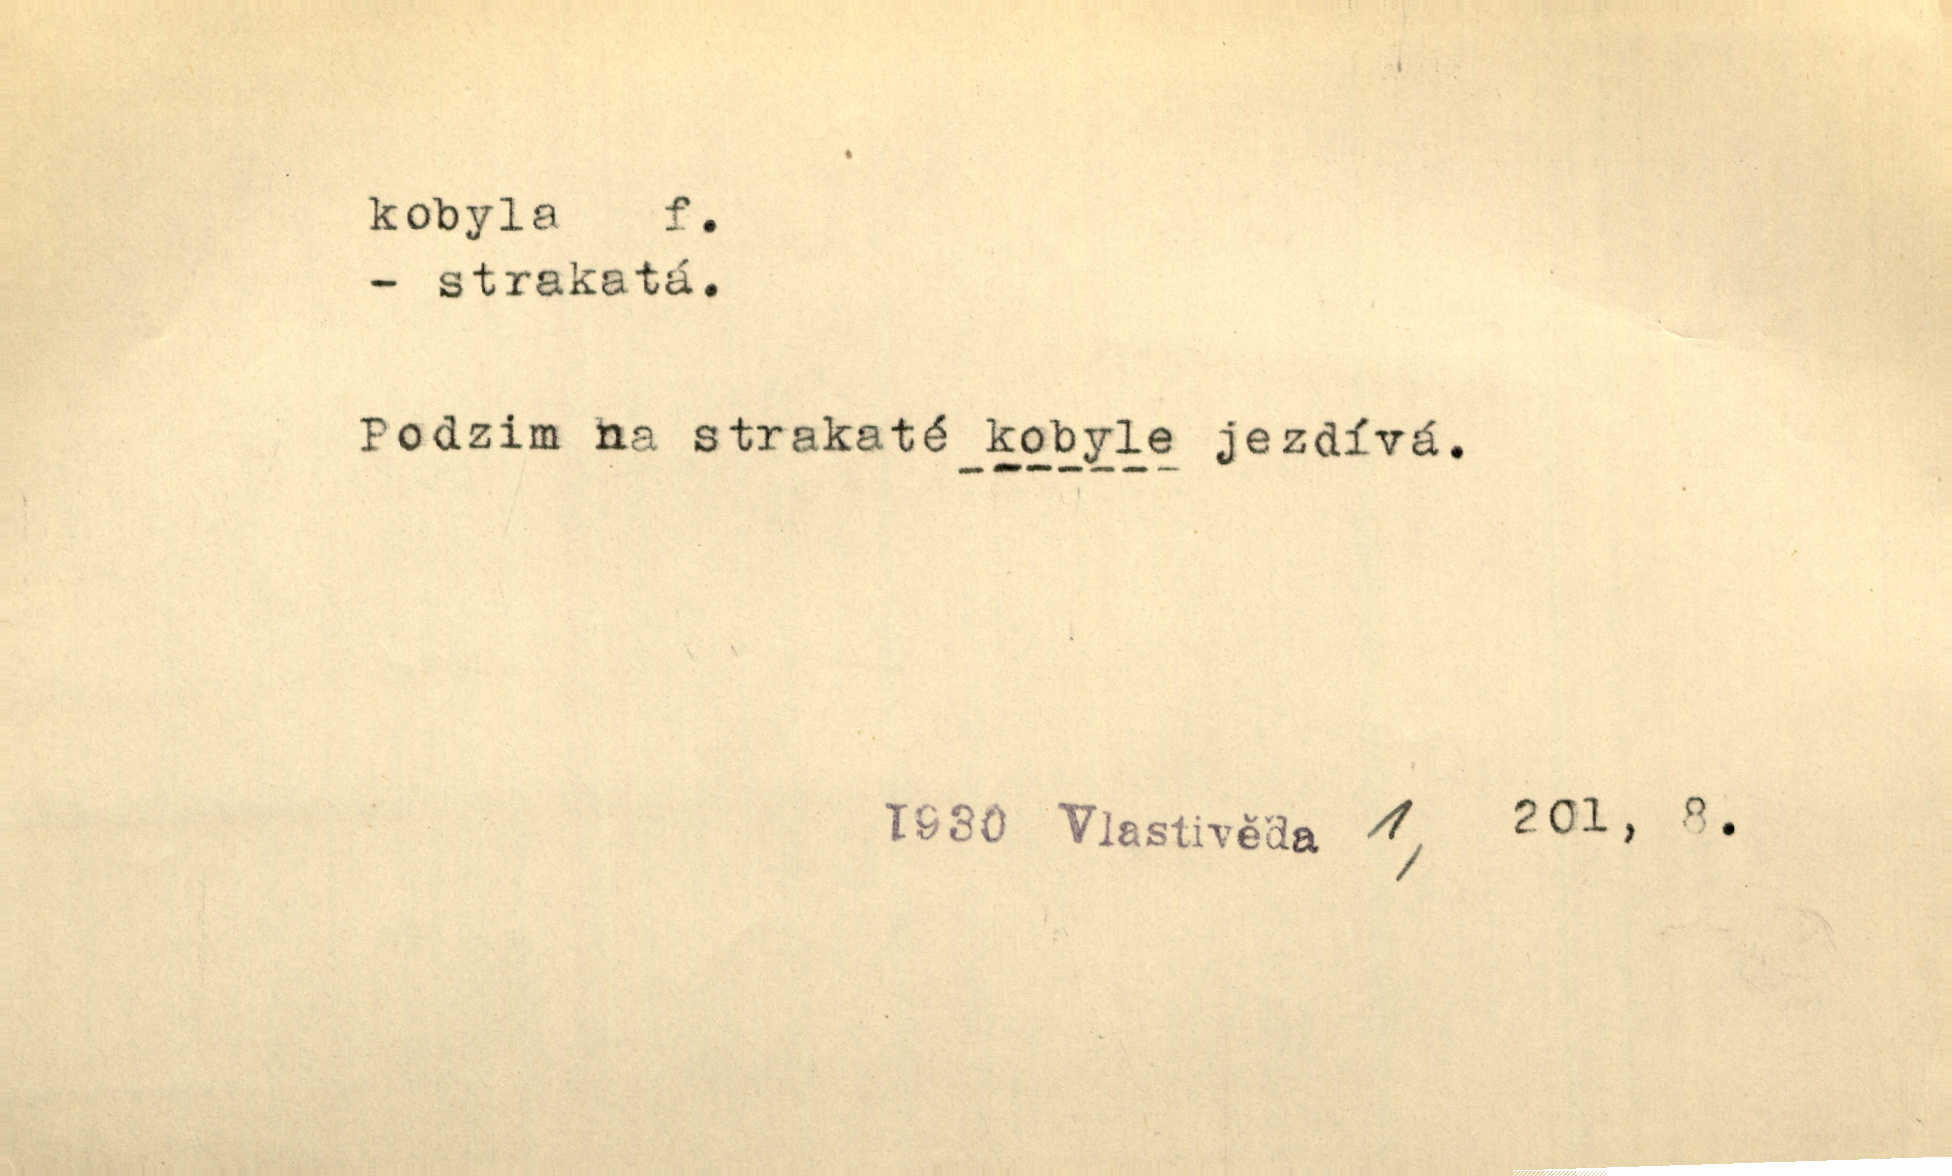 kobyla f.
- strakatá.
Podzim na strakaté kobyle jezdívá.
1930 Vlastivěda 1, 201, 8.